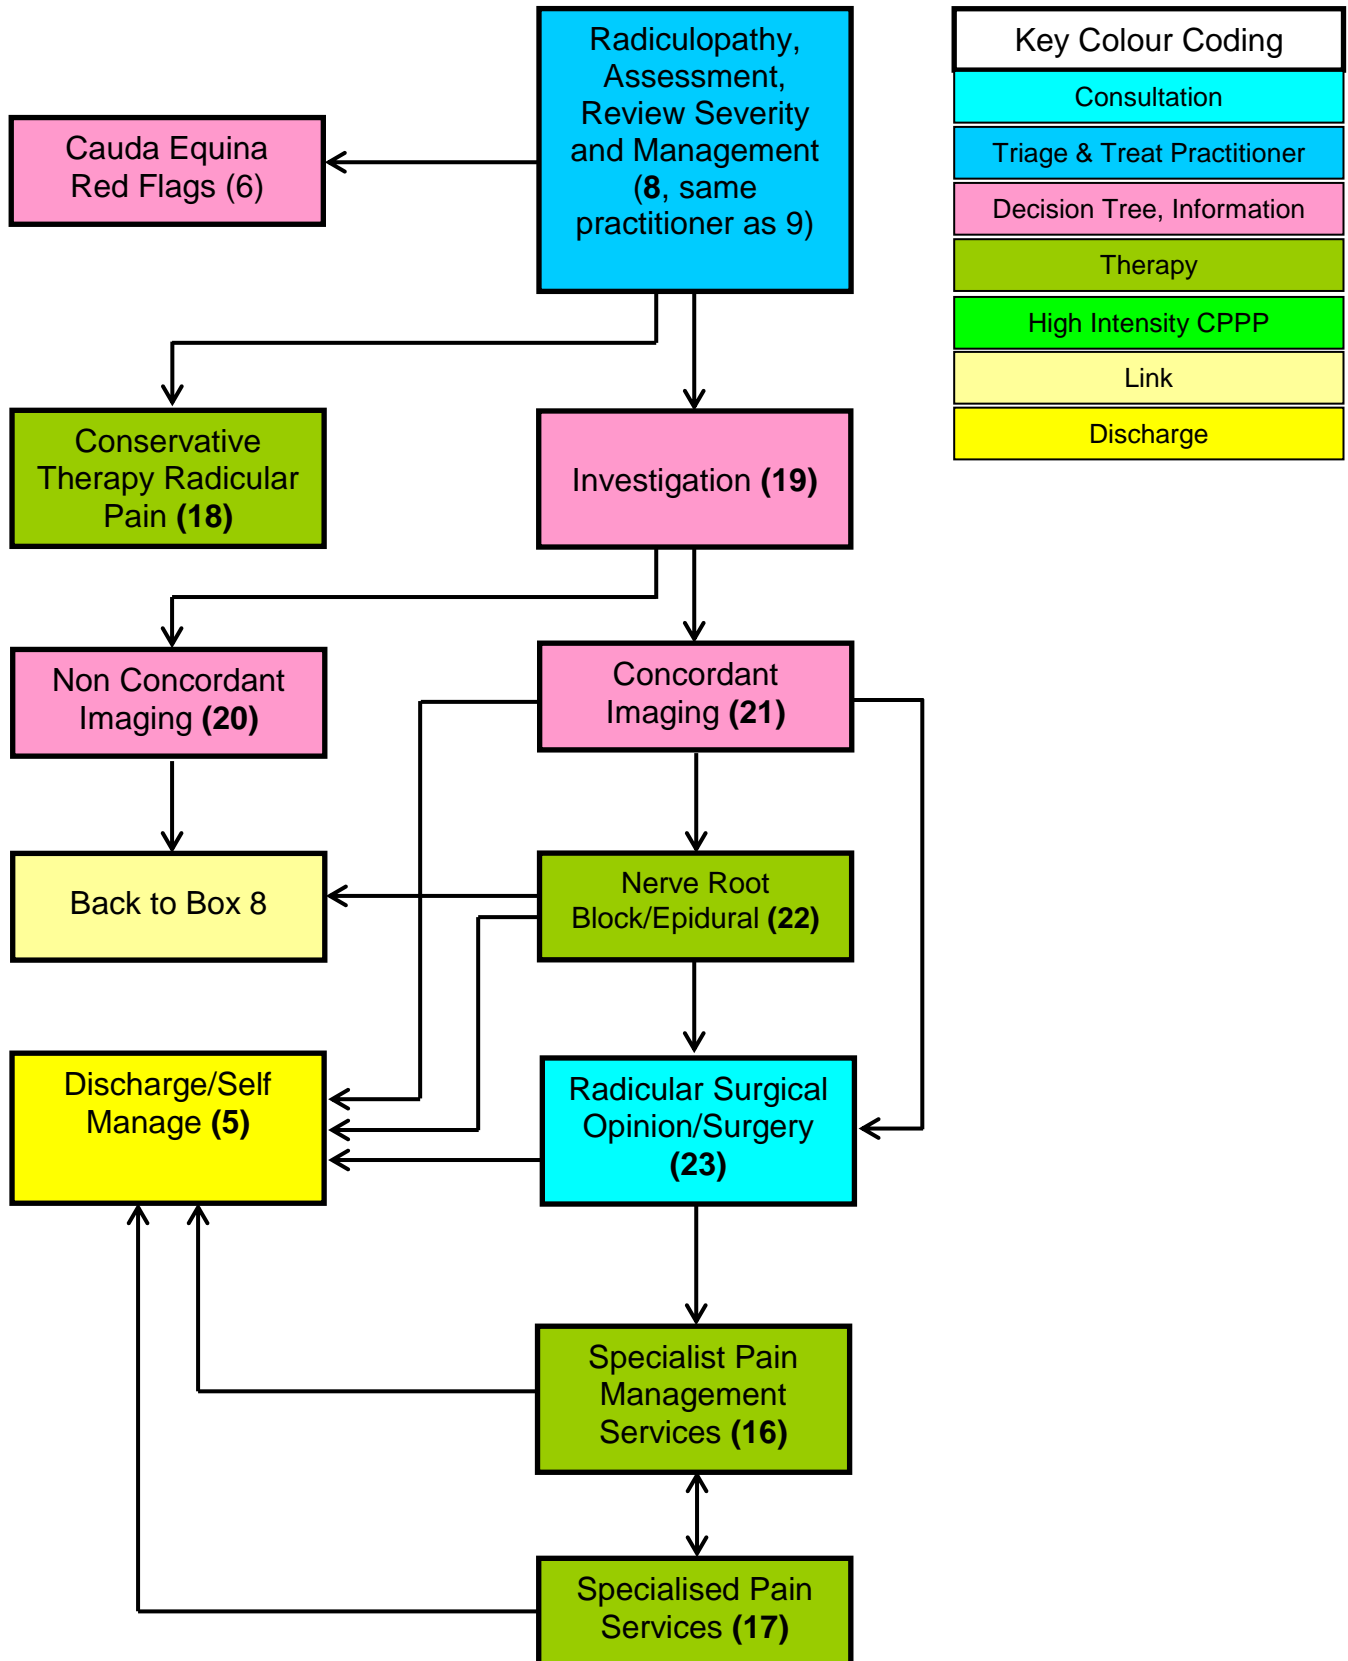 Radiculopathy,
Assessment,
Review Severity
and Management
(8, same
practitioner as 9)
Key Colour Coding
Consultation
Triage & Treat Practitioner
Decision Tree, Information
Therapy
High Intensity CPPP
Link
Discharge
Cauda Equina
Red Flags (6)
Conservative
Therapy Radicular
Pain (18)
Investigation (19)
Non Concordant
Imaging (20)
Concordant
Imaging (21)
Back to Box 8
Nerve Root
Block/Epidural (22)
Discharge/Self
Manage (5)
Radicular Surgical
Opinion/Surgery
(23)
Specialist Pain
Management
Services (16)
Specialised Pain
Services (17)